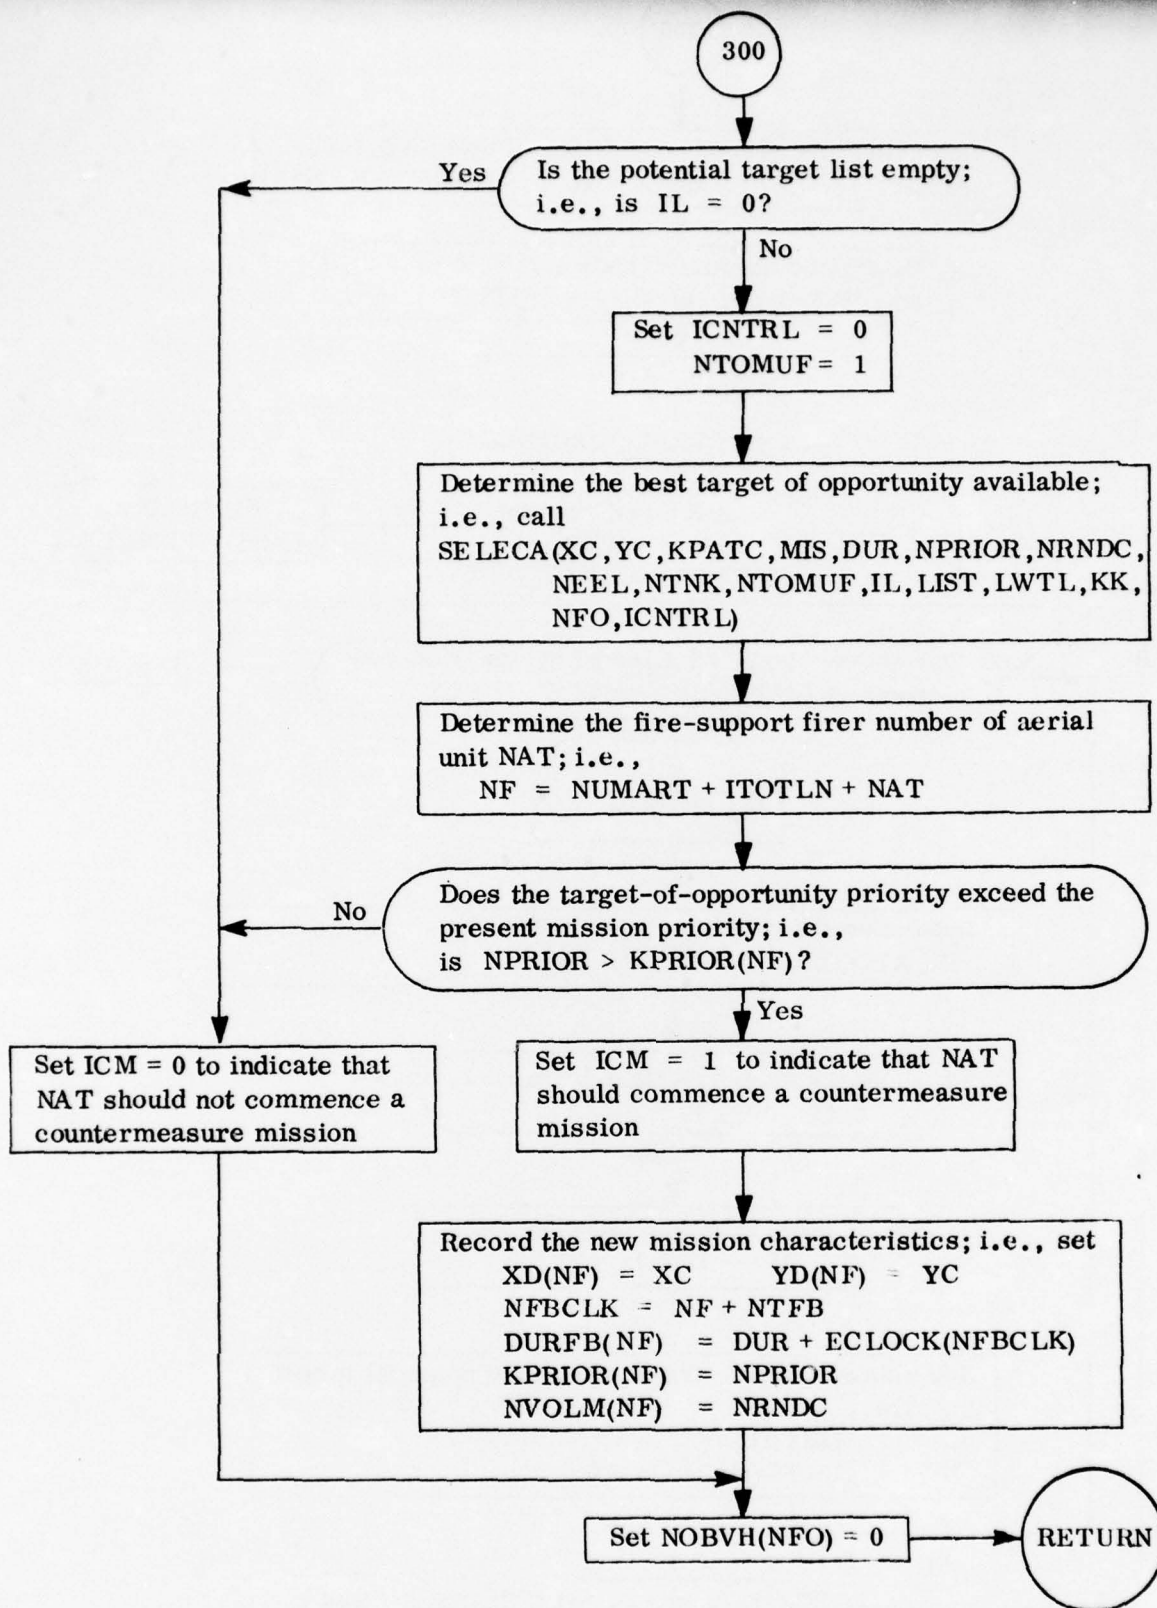 300
Yes
Is the potential target list empty;
i.e., is IL = 0?
No
Set ICNTRL = 0
NTOMUF = 1
Determine the best target of opportunity available;
i.e., call
SELECA(XC,YC,KPATC,MIS,DUR,NPRIOR,NRNDC,
NEEL,NTNK,NTOMUF,IL,LIST,LWTL,KK,
NFO,ICNTRL)
Determine the fire-support firer number of aerial
unit NAT; i.e.,
NF = NUMART + ITOTLN + NAT
No
Does the target-of-opportunity priority exceed the
present mission priority; i.e.,
is NPRIOR > KPRIOR(NF)?
Yes
Set ICM = 0 to indicate that
NAT should not commence a
countermeasure mission
Set ICM = 1 to indicate that NAT
should commence a countermeasure
mission
Record the new mission characteristics; i.e., set
XD(NF) = XC YD(NF) = YC
NFBCLK = NF + NTFB
DURFB(NF) = DUR + ECLOCK(NFBCLK)
KPRIOR(NF) = NPRIOR
NVOLM(NF) = NRNDC
Set NOBVH(NFO) = 0
RETURN